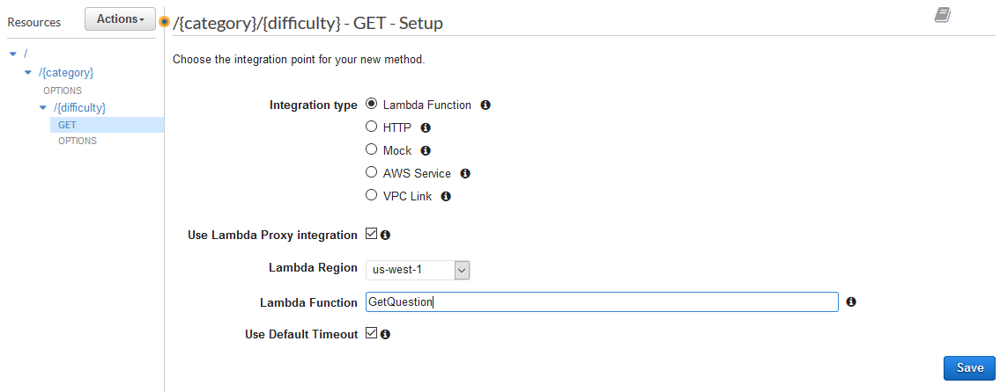 Resources
Actions
/
/{category}
OPTIONS
/{difficulty}
GET
OPTIONS
/{category}/{difficulty} - GET - Setup
Choose the integration point for your new method.
Integration type
Lambda Function
HTTP
Mock
AWS Service
VPC Link
Use Lambda Proxy integration
Lambda Region us-west-1
Lambda Function GetQuestion
Use Default Timeout
Save